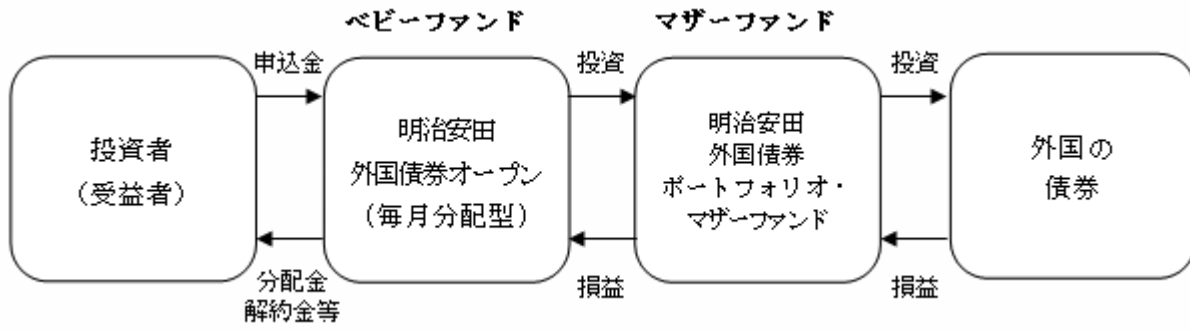 ベビーファンド
マザーファンド
申込金
投資
投資
投資者
(受益者)
明治安田
外国債券オープン
(毎月分配型)
明治安田
外国債券
ポートフォリオ・
マザーファンド
外国の
債券
分配金
解約金等
損益
損益